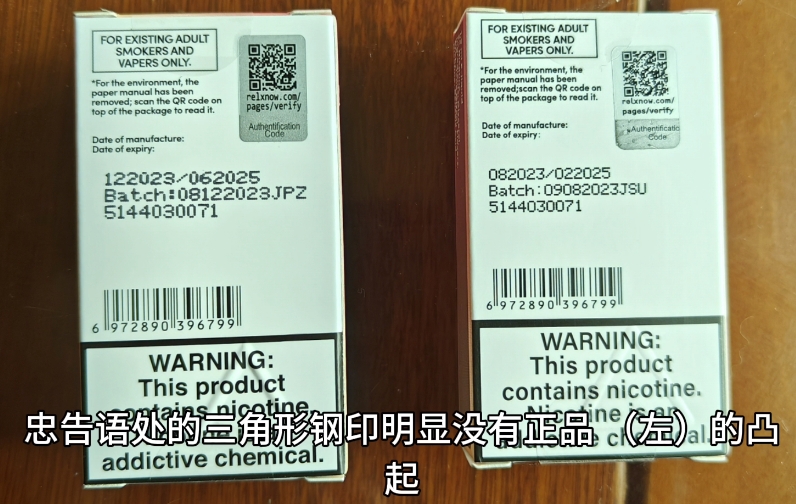 FOR EXISTING ADULT
SMOKERS AND
VAPERS ONLY.
*For the environment, the
paper manual has been
removed; scan the QR code on
top of the package to read it.
relxnow.com/
pages/verify
Authentification
Code
Date of manufacture:
Date of expiry:
122023/062025
Batch:08122023JPZ
5144030071
6 972890 396799
WARNING:
This product
contains nicotine.
addictive chemical.
FOR EXISTING ADULT
SMOKERS AND
VAPERS ONLY.
*For the environment, the
paper manual has been
removed;scan the QR code on
top of the package to read it.
relxnow.com/
pages/verify
Authentificatic
Code
Date of manufacture:
Date of expiry:
082023/022025
Batch:09082023JSU
5144030071
6 972890 396799
WARNING:
This product
contains nicotine.
Nicotine is an
忠告语处的三角形钢印明显没有正品（左）的凸
起